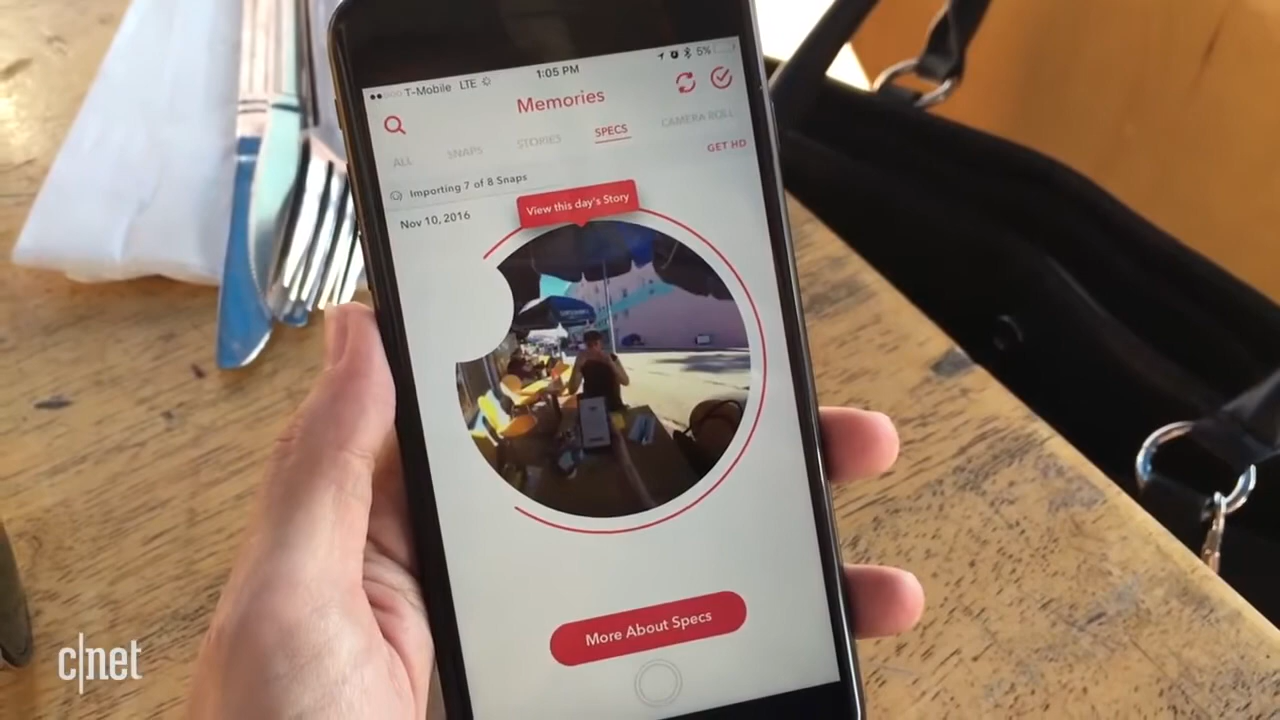 T-Mobile LTE 1:05 PM 5%
Memories
ALL SNAPS STORIES SPECS CAMERA ROLL
GET HD
Importing 7 of 8 Snaps
View this day's Story
Nov 10, 2016
More About Specs
c|net